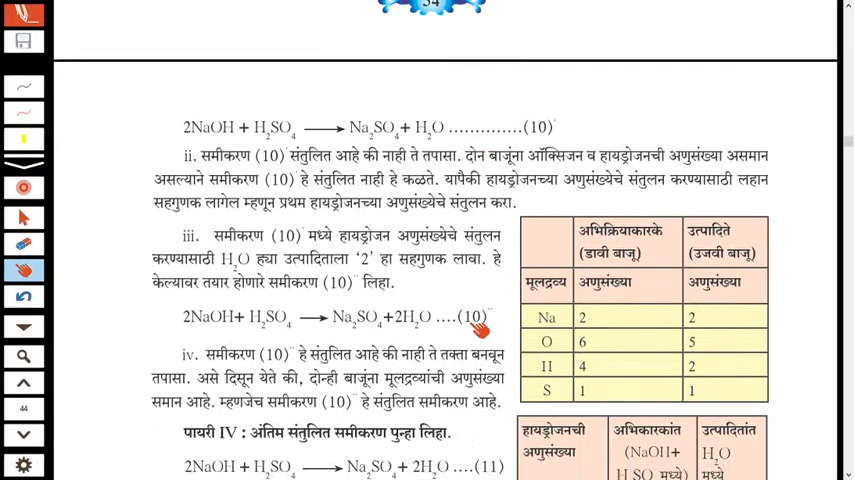 34
2NaOH + H₂SO₄ ⟶ Na₂SO₄+ H₂O ..............(10)'
ii. समीकरण (10)' संतुलित आहे की नाही ते तपासा. दोन बाजूंना ऑक्सिजन व हायड्रोजनची अणुसंख्या असमान
असल्याने समीकरण (10)' हे संतुलित नाही हे कळते. यापैकी हायड्रोजनच्या अणुसंख्येचे संतुलन करण्यासाठी लहान
सहगुणक लागेल म्हणून प्रथम हायड्रोजनच्या अणुसंख्येचे संतुलन करा.
iii. समीकरण (10)' मध्ये हायड्रोजन अणुसंख्येचे संतुलन
करण्यासाठी H₂O ह्या उत्पादिताला ‘2’ हा सहगुणक लावा. हे
केल्यावर तयार होणारे समीकरण (10)'' लिहा.
2NaOH+ H₂SO₄ ⟶ Na₂SO₄+2H₂O ....(10)''
iv. समीकरण (10)'' हे संतुलित आहे की नाही ते तक्ता बनवून
तपासा. असे दिसून येते की, दोन्ही बाजूंना मूलद्रव्यांची अणुसंख्या
समान आहे. म्हणजेच समीकरण (10)'' हे संतुलित समीकरण आहे.
पायरी IV : अंतिम संतुलित समीकरण पुन्हा लिहा.
2NaOH + H₂SO₄ ⟶ Na₂SO₄ + 2H₂O ....(11)
अभिक्रियाकारके उत्पादिते
(डावी बाजू) (उजवी बाजू)
मूलद्रव्य अणुसंख्या अणुसंख्या
Na 2 2
O 6 5
H 4 2
S 1 1
हायड्रोजनची अभिकारकांत उत्पादितांत
अणुसंख्या (NaOH+ H₂O
H₂SO₄ मध्ये) मध्ये
44